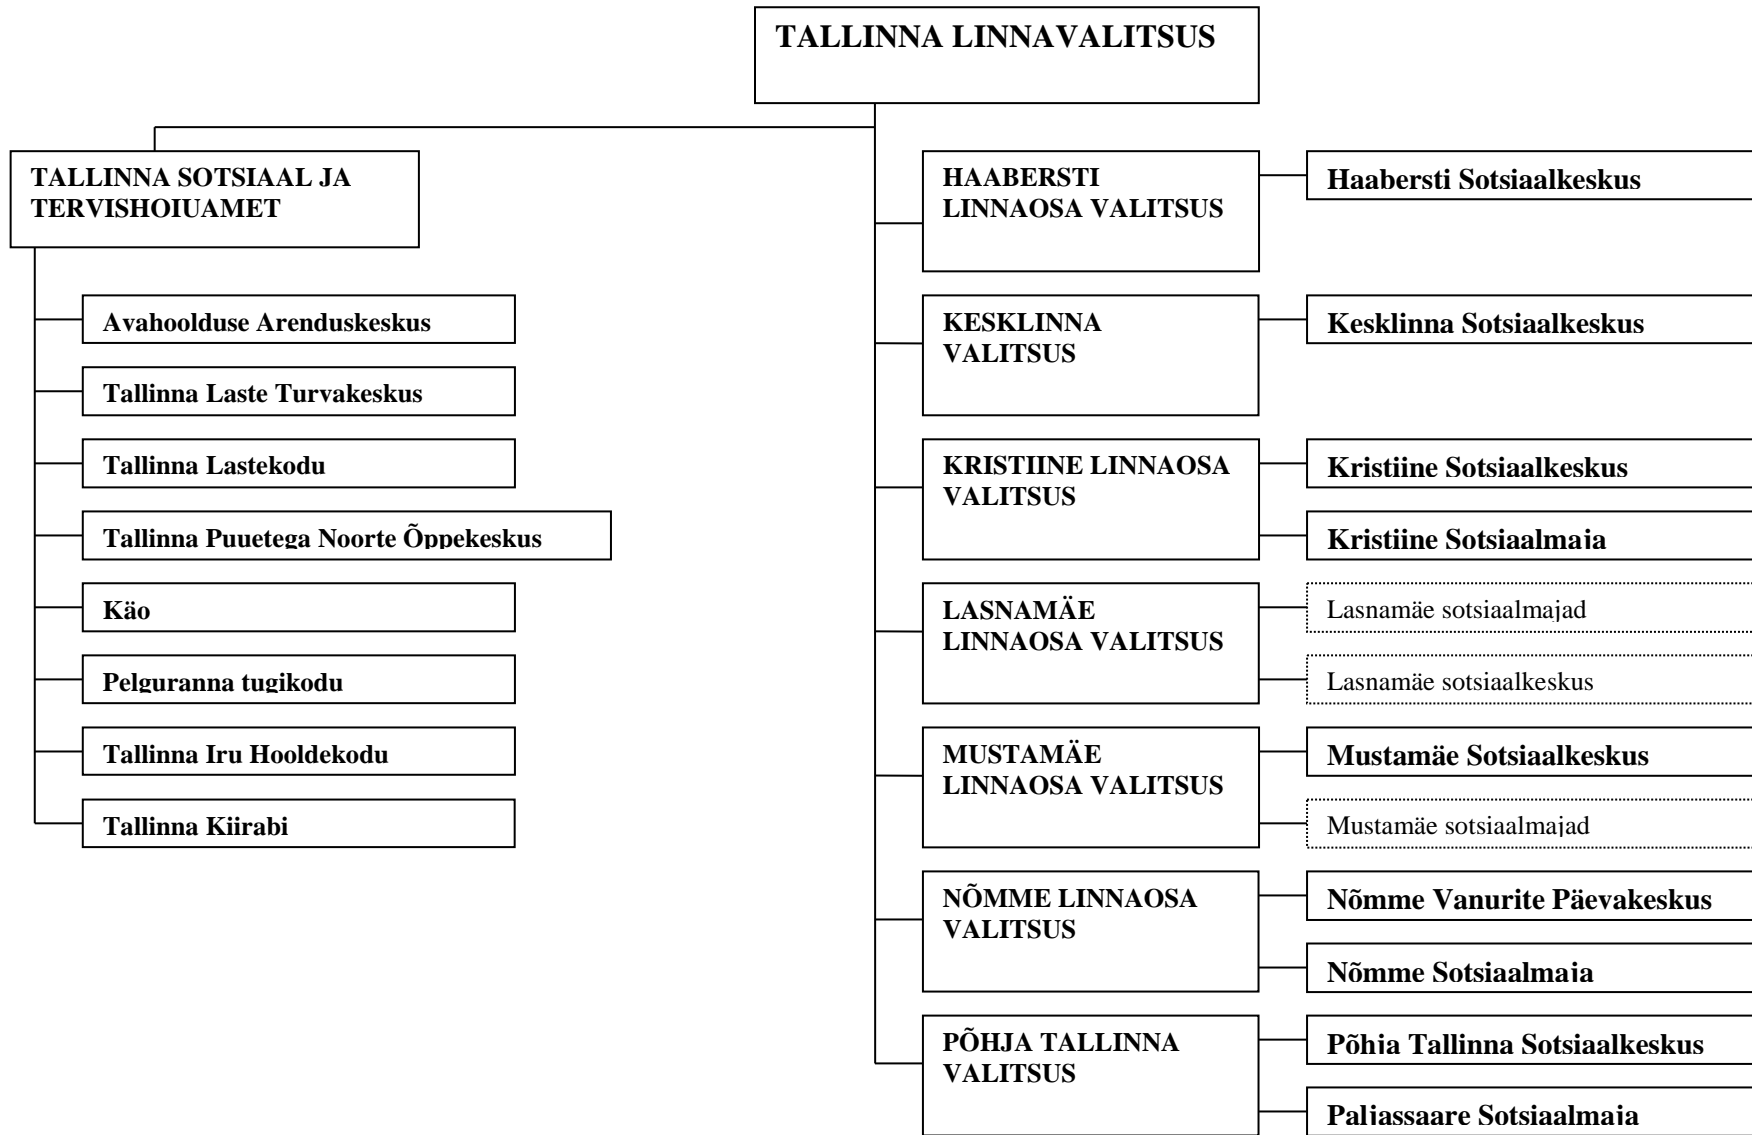 TALLINNA LINNAVALITSUS
TALLINNA SOTSIAAL JA
TERVISHOIUAMET
Avahoolduse Arenduskeskus
Tallinna Laste Turvakeskus
Tallinna Lastekodu
Tallinna Puuetega Noorte Õppekeskus
Käo
Pelguranna tugikodu
Tallinna Iru Hooldekodu
Tallinna Kiirabi
HAABERSTI
LINNAOSA VALITSUS
Haabersti Sotsiaalkeskus
KESKLINNA
VALITSUS
Kesklinna Sotsiaalkeskus
KRISTIINE LINNAOSA
VALITSUS
Kristiine Sotsiaalkeskus
Kristiine Sotsiaalmaja
LASNAMÄE
LINNAOSA VALITSUS
Lasnamäe sotsiaalmajad
Lasnamäe sotsiaalkeskus
MUSTAMÄE
LINNAOSA VALITSUS
Mustamäe Sotsiaalkeskus
Mustamäe sotsiaalmajad
NÕMME LINNAOSA
VALITSUS
Nõmme Vanurite Päevakeskus
Nõmme Sotsiaalmaja
PÕHJA TALLINNA
VALITSUS
Põhja Tallinna Sotsiaalkeskus
Paljassaare Sotsiaalmaja